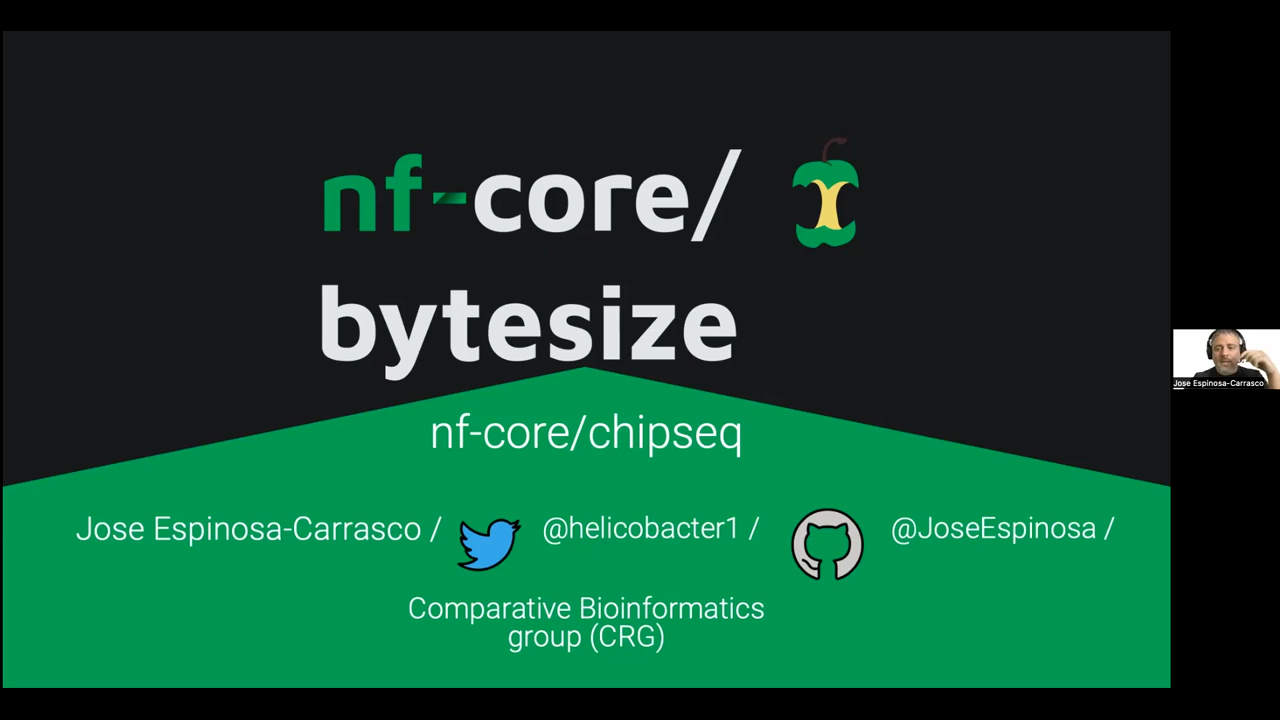 nf-core/
bytesize
nf-core/chipseq
Jose Espinosa-Carrasco / @helicobacter1 / @JoseEspinosa /
Comparative Bioinformatics
group (CRG)
Jose Espinosa-Carrasco